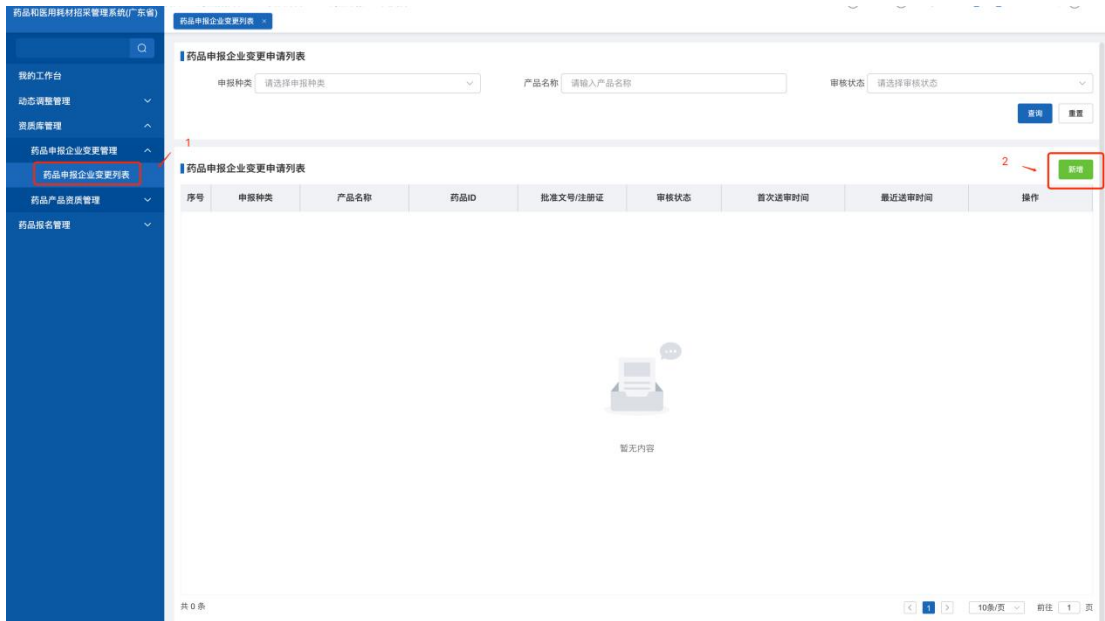 药品和医用耗材招采管理系统(广东省)
药品申报企业变更列表 ×
我的工作台
动态调整管理
资质库管理
药品申报企业变更管理
药品申报企业变更列表
药品产品资质管理
药品报名管理
1
药品申报企业变更申请列表
申报种类 请选择申报种类 产品名称 请输入产品名称 审核状态 请选择审核状态
查询 重置
药品申报企业变更申请列表
2
新增
序号 申报种类 产品名称 药品ID 批准文号/注册证 审核状态 首次送审时间 最近送审时间 操作
暂无内容
共 0 条
< 1 > 10条/页 前往 1 页